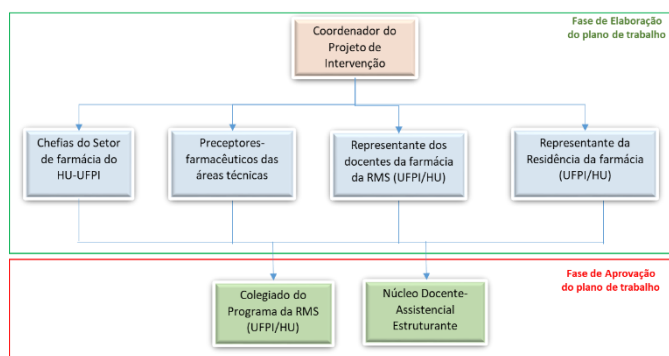 Fase de Elaboração
do plano de trabalho
Coordenador do
Projeto de
Intervenção
Chefias do Setor
de farmácia do
HU-UFPI
Preceptores-
farmacêuticos das
áreas técnicas
Representante dos
docentes da farmácia
da RMS (UFPI/HU)
Representante da
Residência da farmácia
(UFPI/HU)
Fase de Aprovação
do plano de trabalho
Colegiado do
Programa da RMS
(UFPI/HU)
Núcleo Docente-
Assistencial
Estruturante